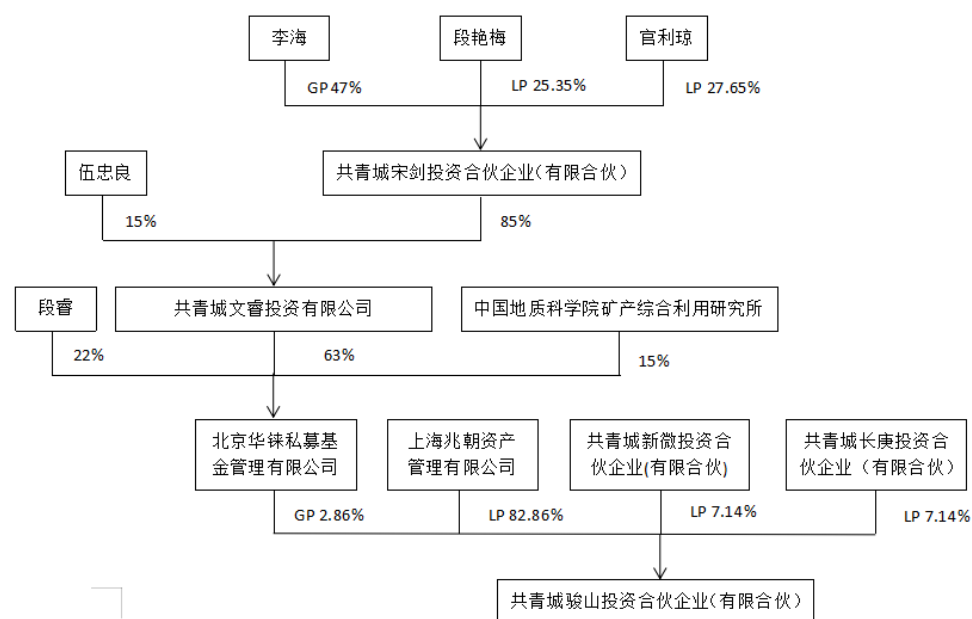 李海
段艳梅
官利琼
GP 47%
LP 25.35%
LP 27.65%
伍忠良
共青城宋剑投资合伙企业(有限合伙)
15%
85%
段睿
共青城文睿投资有限公司
中国地质科学院矿产综合利用研究所
22%
63%
15%
北京华铼私募基
金管理有限公司
上海兆朝资产
管理有限公司
共青城新微投资合
伙企业(有限合伙)
共青城长庚投资合
伙企业（有限合伙）
GP 2.86%
LP 82.86%
LP 7.14%
LP 7.14%
共青城骏山投资合伙企业(有限合伙)